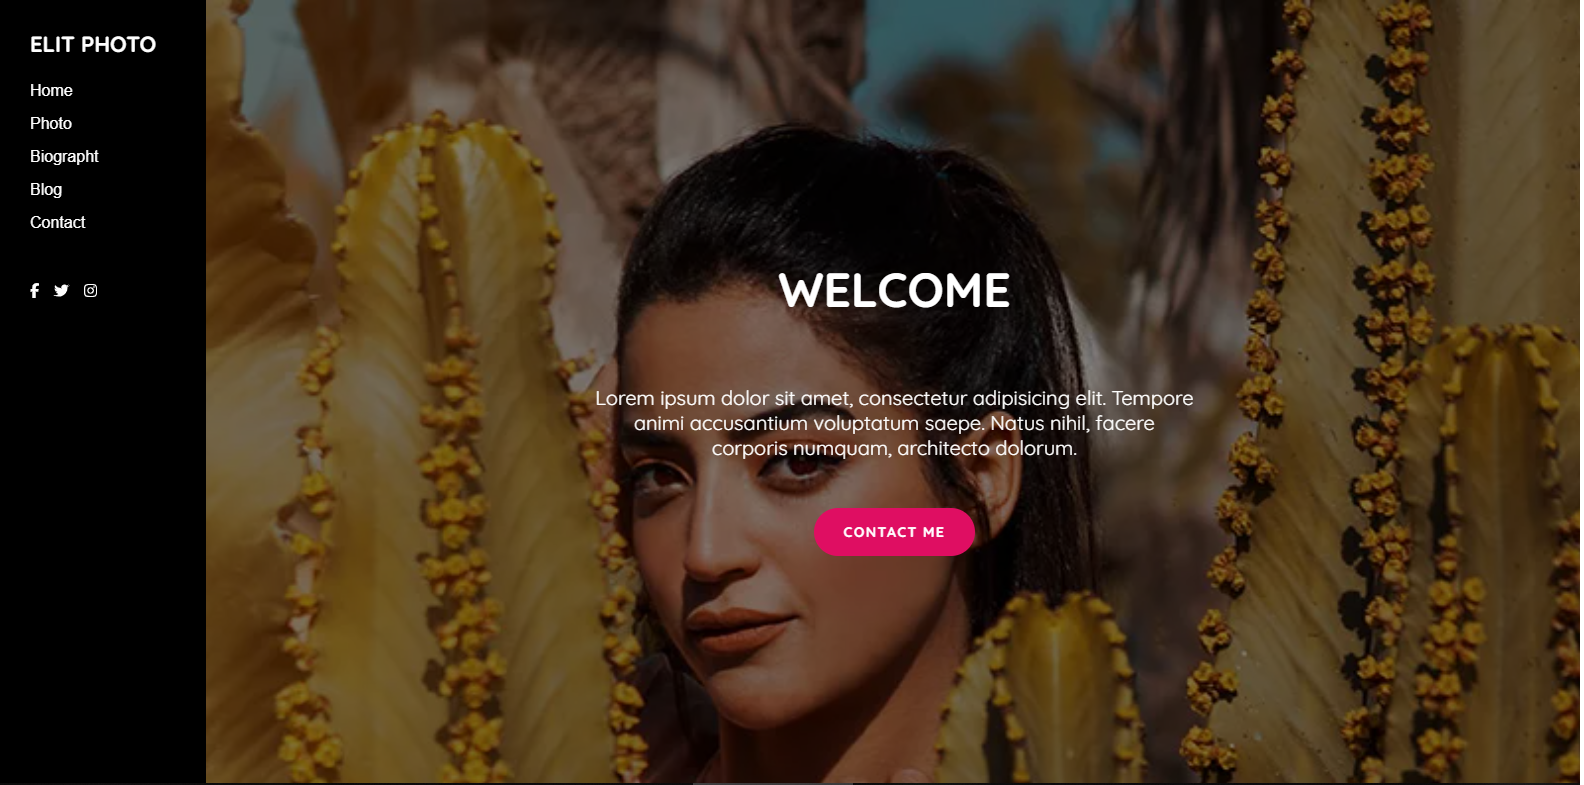 ELIT PHOTO
Home
Photo
Biographt
Blog
Contact
WELCOME
Lorem ipsum dolor sit amet, consectetur adipisicing elit. Tempore
animi accusantium voluptatum saepe. Natus nihil, facere
corporis numquam, architecto dolorum.
CONTACT ME